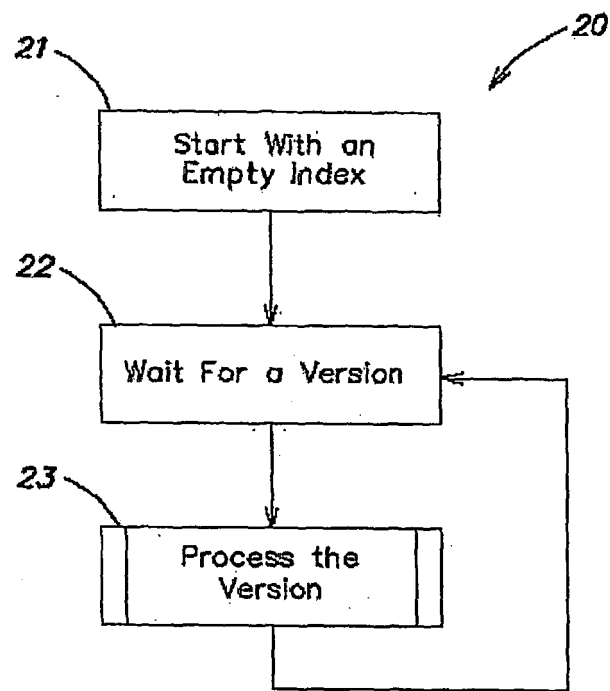 20
21
Start With an
Empty Index
22
Wait For a Version
23
Process the
Version